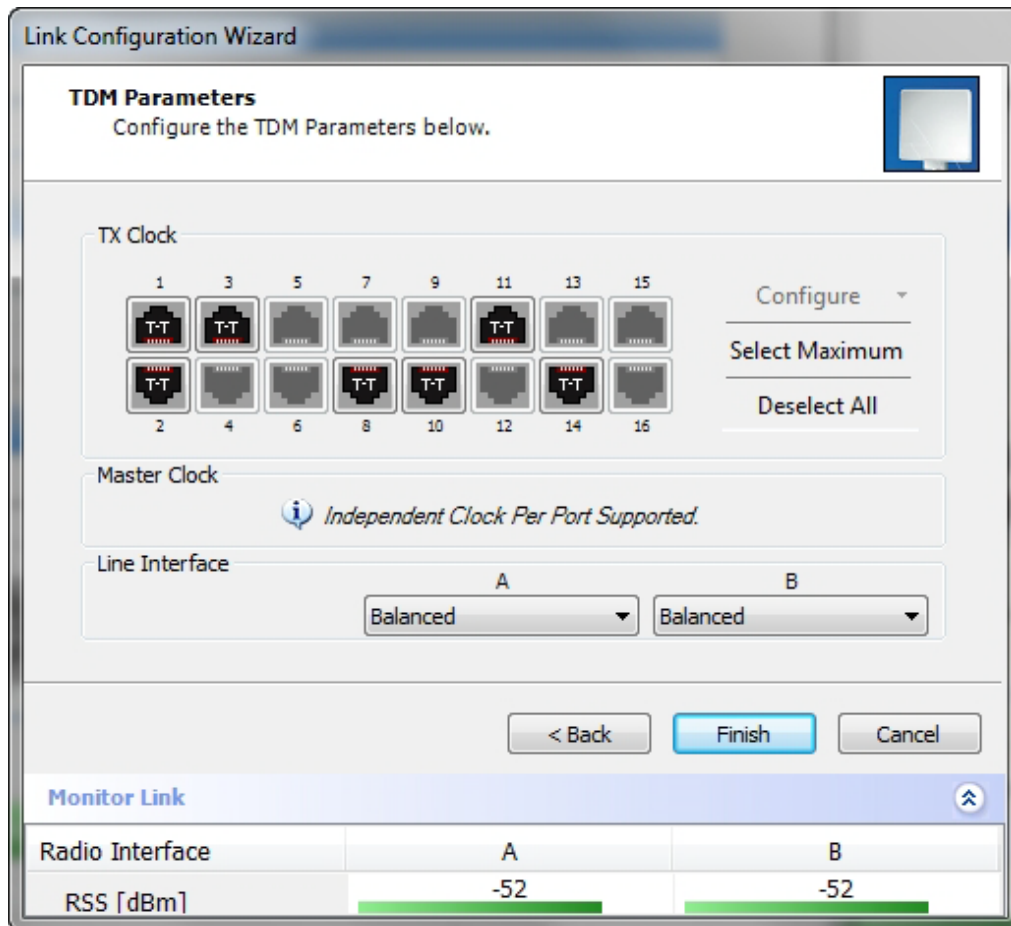 Link Configuration Wizard
TDM Parameters
Configure the TDM Parameters below.
TX Clock
1 3 5 7 9 11 13 15
T-T T-T T-T
T-T T-T T-T T-T
2 4 6 8 10 12 14 16
Configure
Select Maximum
Deselect All
Master Clock
Independent Clock Per Port Supported.
Line Interface
A B
Balanced Balanced
< Back Finish Cancel
Monitor Link
Radio Interface A B
RSS [dBm] -52 -52